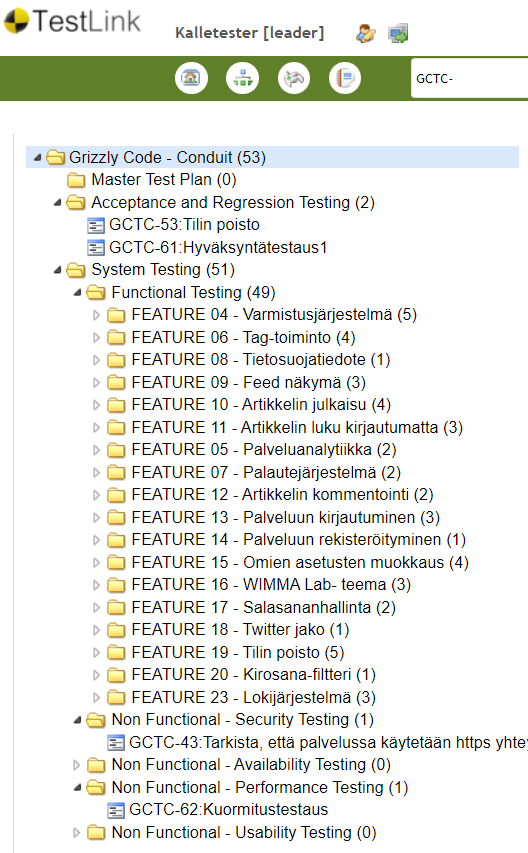 TestLink
Kalletester [leader]
GCTC-
Grizzly Code - Conduit (53)
Master Test Plan (0)
Acceptance and Regression Testing (2)
GCTC-53:Tilin poisto
GCTC-61:Hyväksyntätestaus1
System Testing (51)
Functional Testing (49)
FEATURE 04 - Varmistusjärjestelmä (5)
FEATURE 06 - Tag-toiminto (4)
FEATURE 08 - Tietosuojatiedote (1)
FEATURE 09 - Feed näkymä (3)
FEATURE 10 - Artikkelin julkaisu (4)
FEATURE 11 - Artikkelin luku kirjautumatta (3)
FEATURE 05 - Palveluanalytiikka (2)
FEATURE 07 - Palautejärjestelmä (2)
FEATURE 12 - Artikkelin kommentointi (2)
FEATURE 13 - Palveluun kirjautuminen (3)
FEATURE 14 - Palveluun rekisteröityminen (1)
FEATURE 15 - Omien asetusten muokkaus (4)
FEATURE 16 - WIMMA Lab- teema (3)
FEATURE 17 - Salasananhallinta (2)
FEATURE 18 - Twitter jako (1)
FEATURE 19 - Tilin poisto (5)
FEATURE 20 - Kirosana-filtteri (1)
FEATURE 23 - Lokijärjestelmä (3)
Non Functional - Security Testing (1)
GCTC-43:Tarkista, että palvelussa käytetään https
Non Functional - Availability Testing (0)
Non Functional - Performance Testing (1)
GCTC-62:Kuormitustestaus
Non Functional - Usability Testing (0)